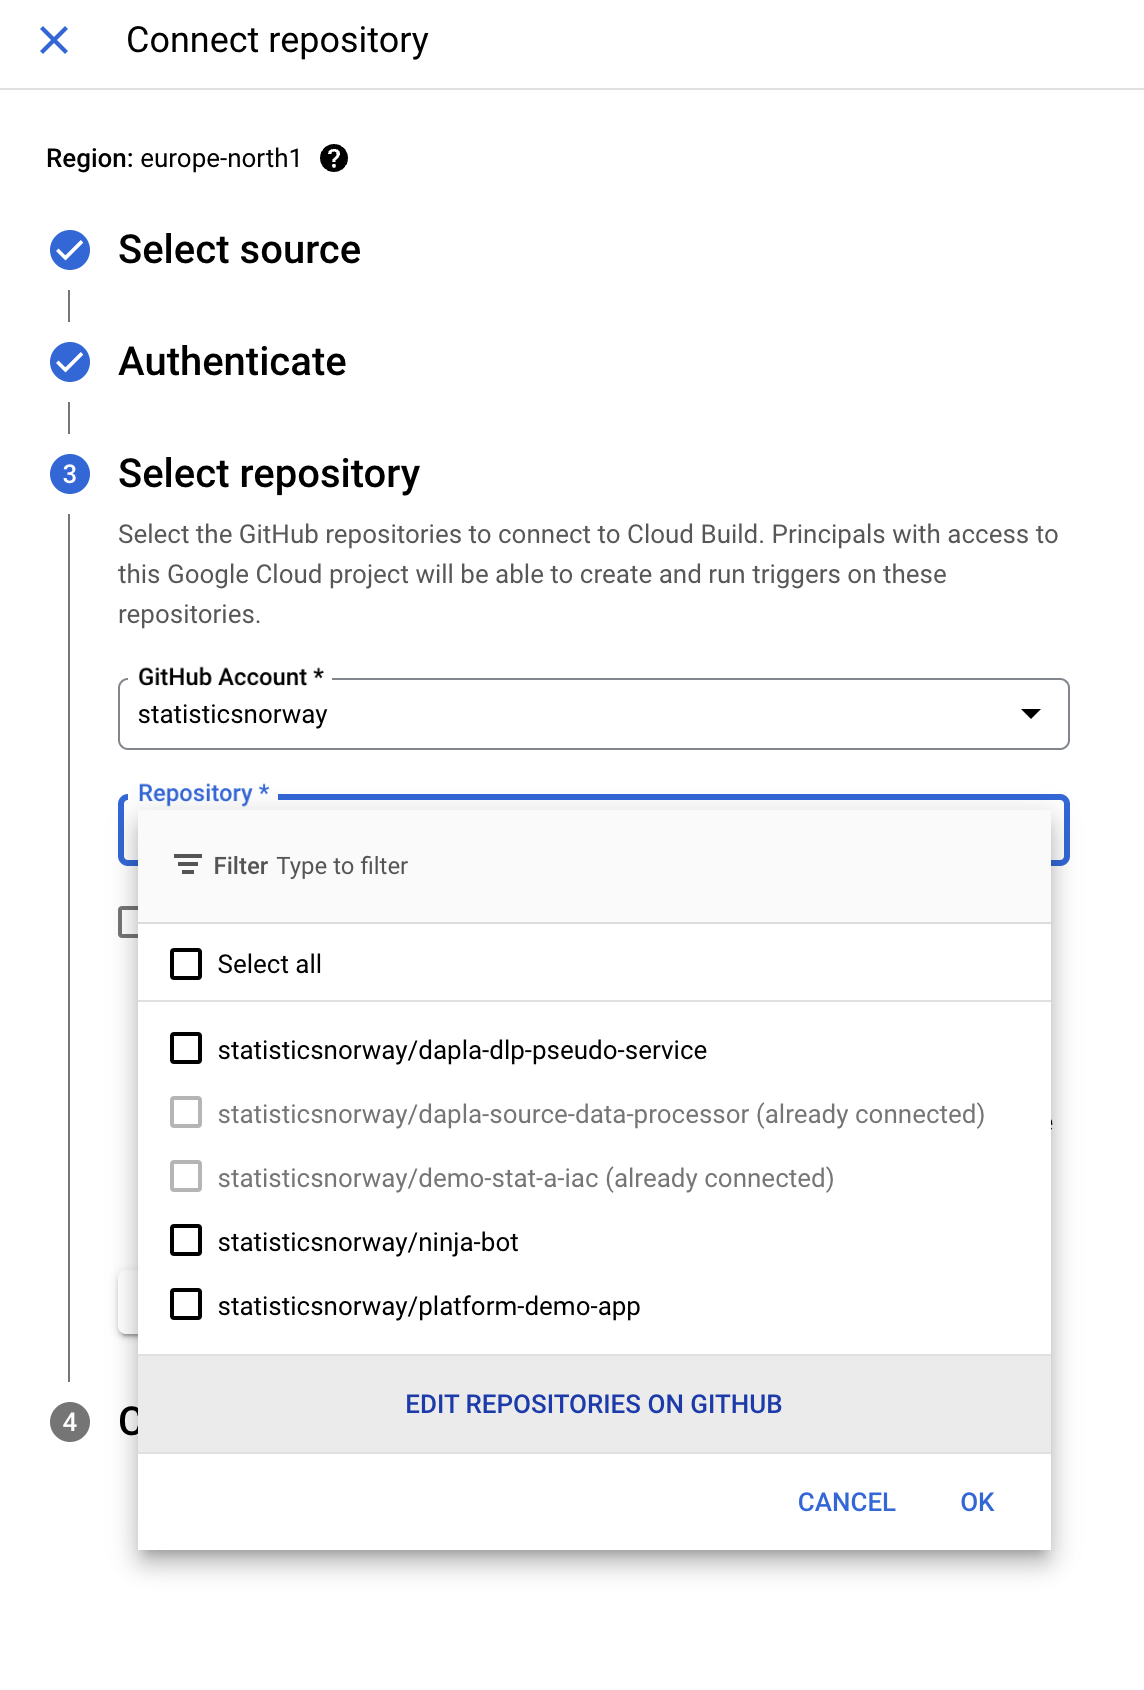 Connect repository
Region: europe-north1
Select source
Authenticate
3 Select repository
Select the GitHub repositories to connect to Cloud Build. Principals with access to
this Google Cloud project will be able to create and run triggers on these
repositories.
GitHub Account *
statisticsnorway
Repository *
Filter Type to filter
Select all
statisticsnorway/dapla-dlp-pseudo-service
statisticsnorway/dapla-source-data-processor (already connected)
statisticsnorway/demo-stat-a-iac (already connected)
statisticsnorway/ninja-bot
statisticsnorway/platform-demo-app
EDIT REPOSITORIES ON GITHUB
4
CANCEL OK